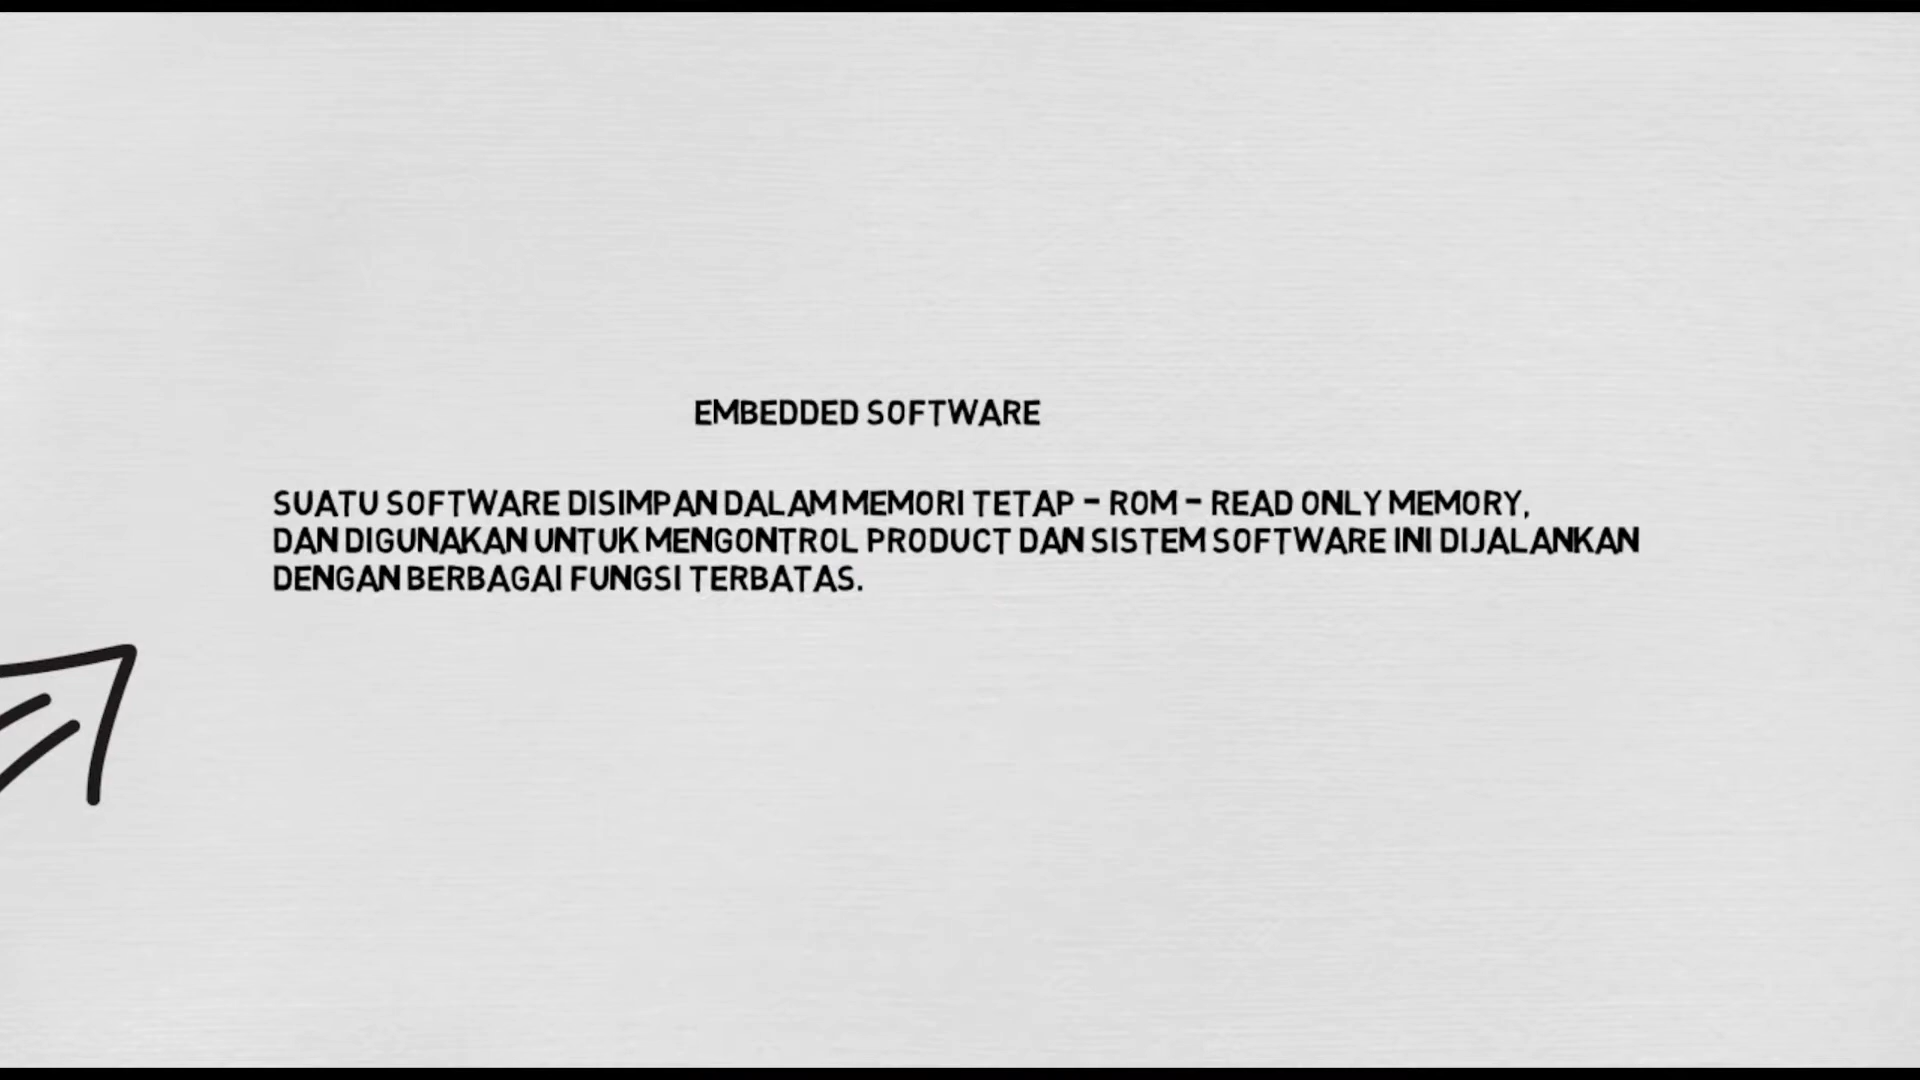 EMBEDDED SOFTWARE
SUATU SOFTWARE DISIMPAN DALAM MEMORI TETAP - ROM - READ ONLY MEMORY,
DAN DIGUNAKAN UNTUK MENGONTROL PRODUCT DAN SISTEM SOFTWARE INI DIJALANKAN
DENGAN BERBAGAI FUNGSI TERBATAS.